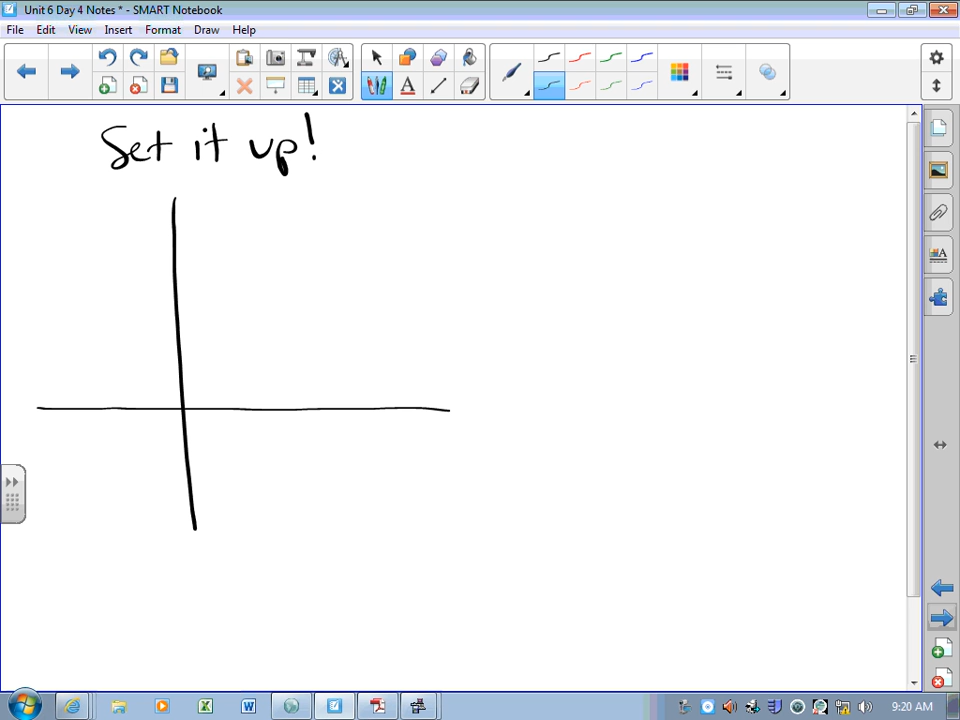 Unit 6 Day 4 Notes * - SMART Notebook
File Edit View Insert Format Draw Help
Set it up!
9:20 AM